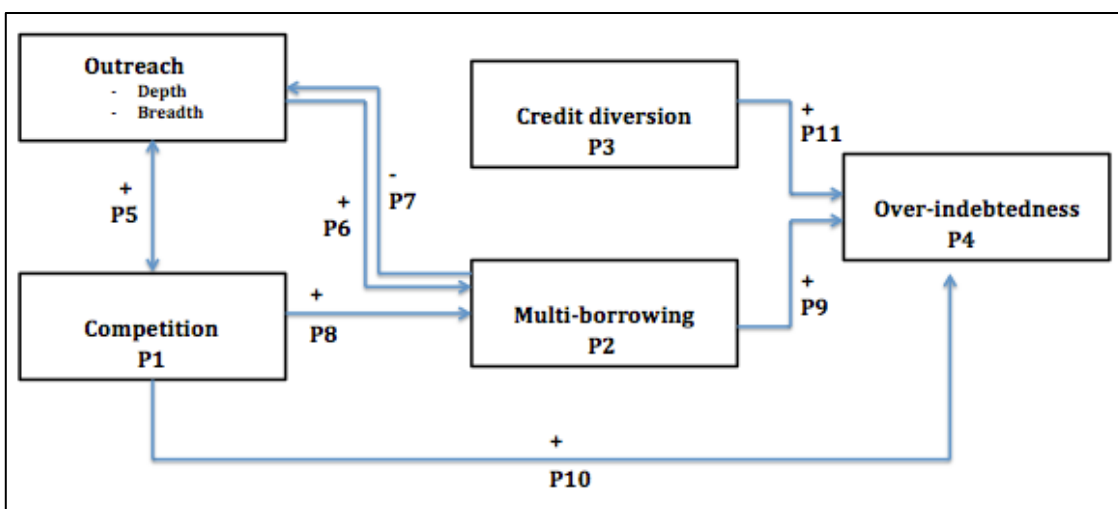 Outreach
- Depth
- Breadth
Credit diversion
P3
+
P11
Over-indebtedness
P4
+
P5
+
P6
-
P7
Competition
P1
+
P8
Multi-borrowing
P2
+
P9
+
P10